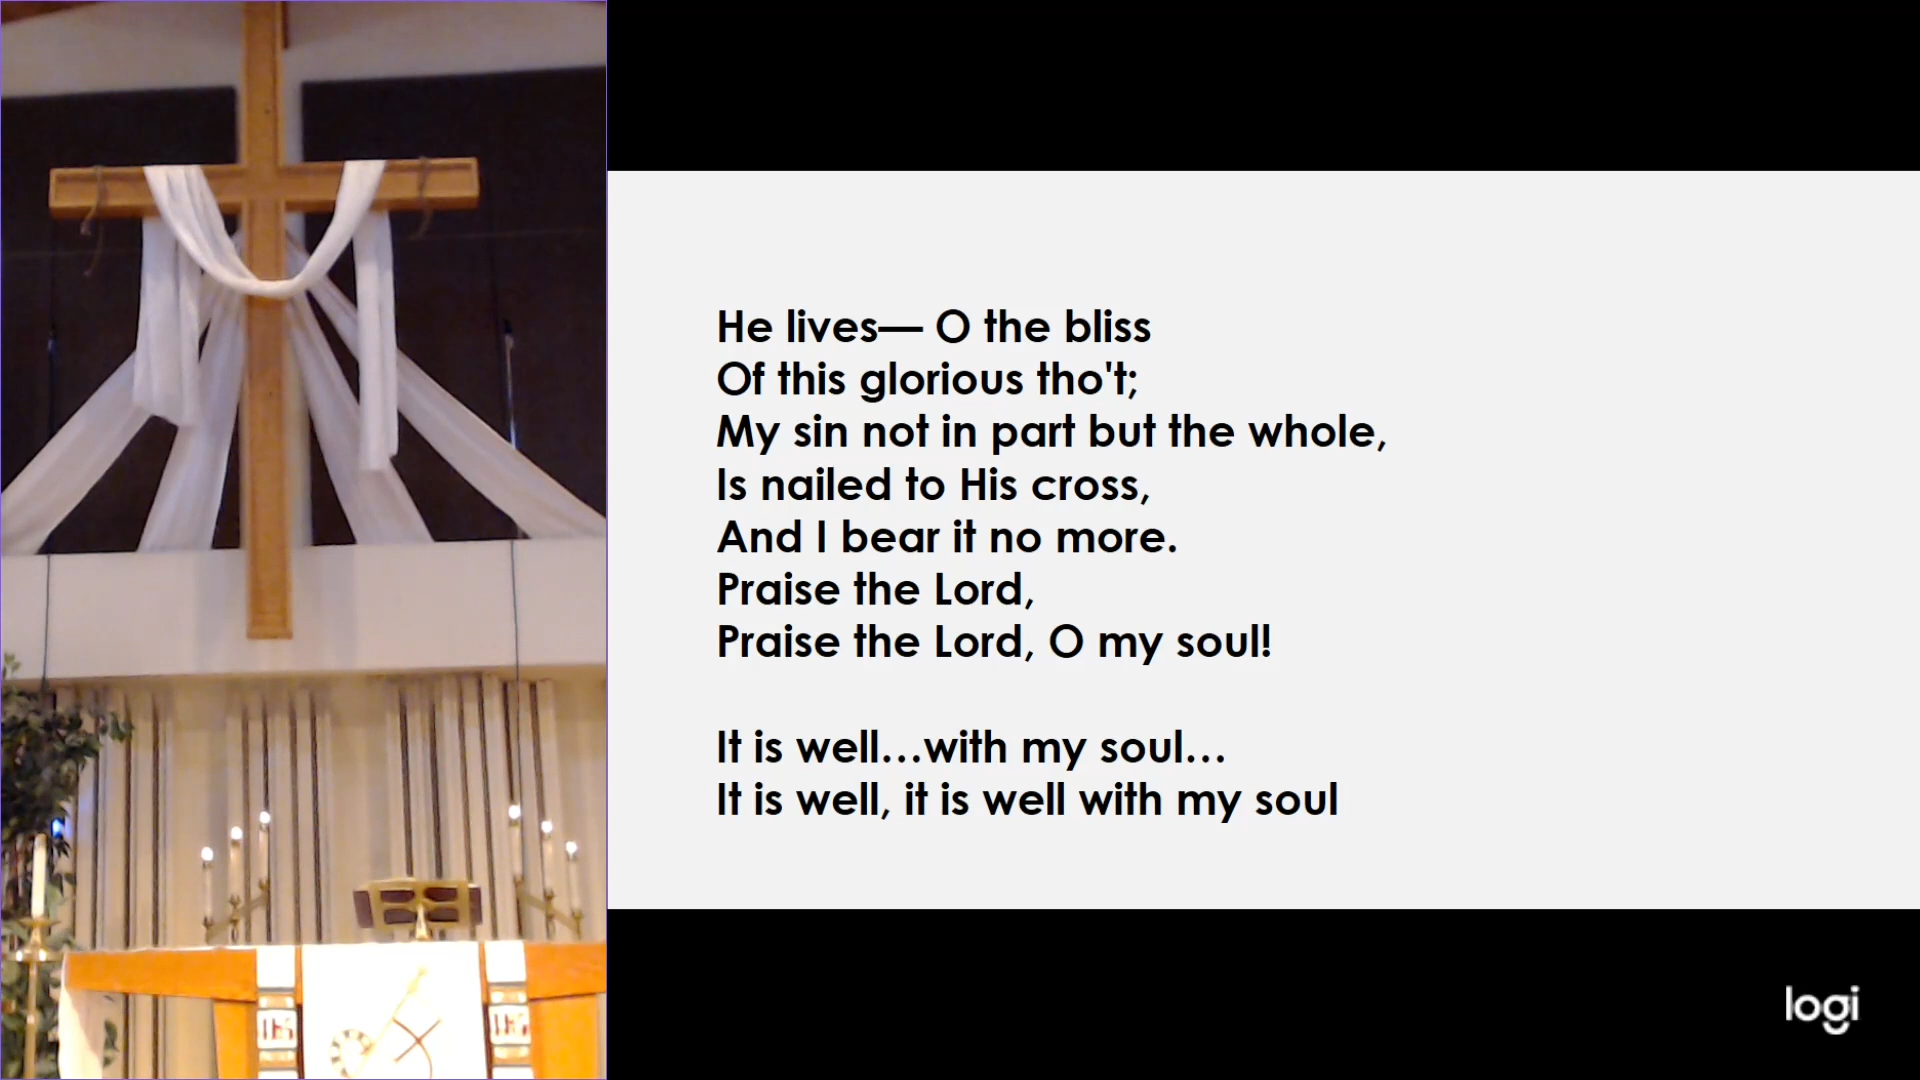 He lives— O the bliss
Of this glorious tho't;
My sin not in part but the whole,
Is nailed to His cross,
And I bear it no more.
Praise the Lord,
Praise the Lord, O my soul!
It is well…with my soul…
It is well, it is well with my soul
logi